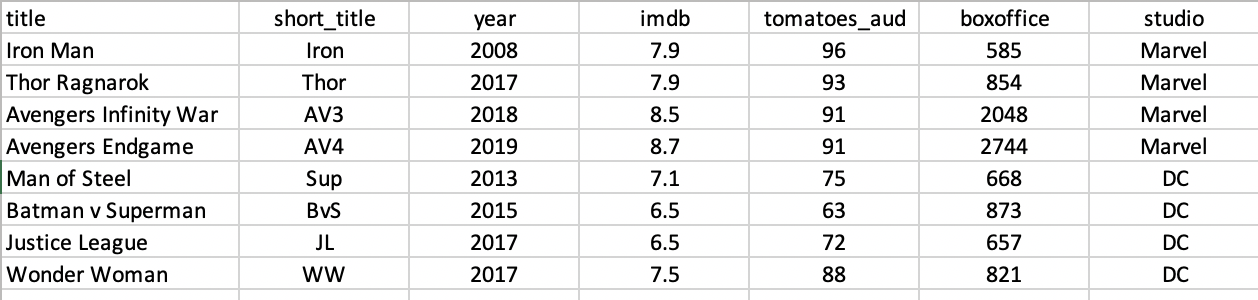 title short_title year imdb tomatoes_aud boxoffice studio
Iron Man Iron 2008 7.9 96 585 Marvel
Thor Ragnarok Thor 2017 7.9 93 854 Marvel
Avengers Infinity War AV3 2018 8.5 91 2048 Marvel
Avengers Endgame AV4 2019 8.7 91 2744 Marvel
Man of Steel Sup 2013 7.1 75 668 DC
Batman v Superman BvS 2015 6.5 63 873 DC
Justice League JL 2017 6.5 72 657 DC
Wonder Woman WW 2017 7.5 88 821 DC